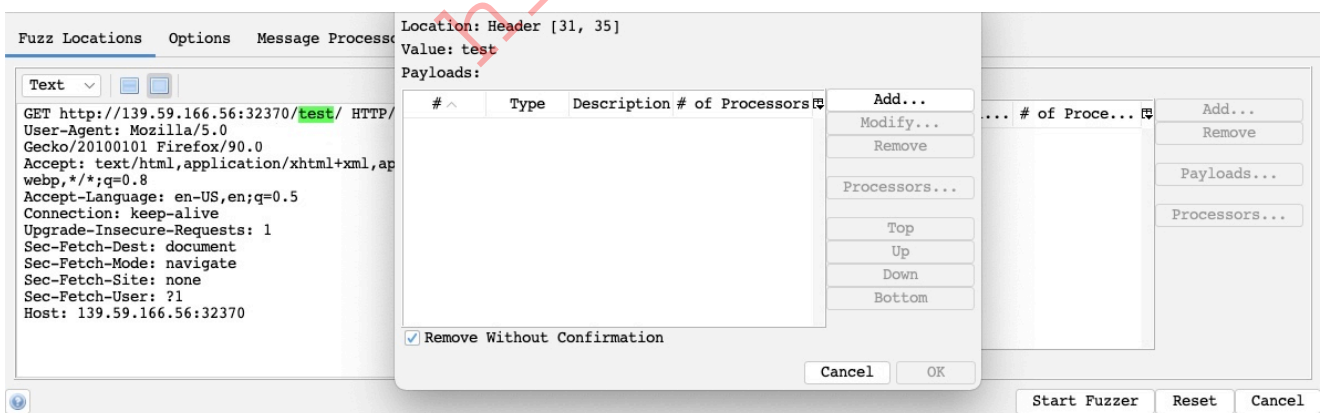 Fuzz Locations Options Message Processo
Text
GET http://139.59.166.56:32370/test/ HTTP/
User-Agent: Mozilla/5.0
Gecko/20100101 Firefox/90.0
Accept: text/html,application/xhtml+xml,ap
webp,*/*;q=0.8
Accept-Language: en-US,en;q=0.5
Connection: keep-alive
Upgrade-Insecure-Requests: 1
Sec-Fetch-Dest: document
Sec-Fetch-Mode: navigate
Sec-Fetch-Site: none
Sec-Fetch-User: ?1
Host: 139.59.166.56:32370
Location: Header [31, 35]
Value: test
Payloads:
# Type Description # of Processors
Add...
Modify...
Remove
Processors...
Top
Up
Down
Bottom
Remove Without Confirmation
Cancel OK
... # of Proce...
Add...
Remove
Payloads...
Processors...
Start Fuzzer Reset Cancel